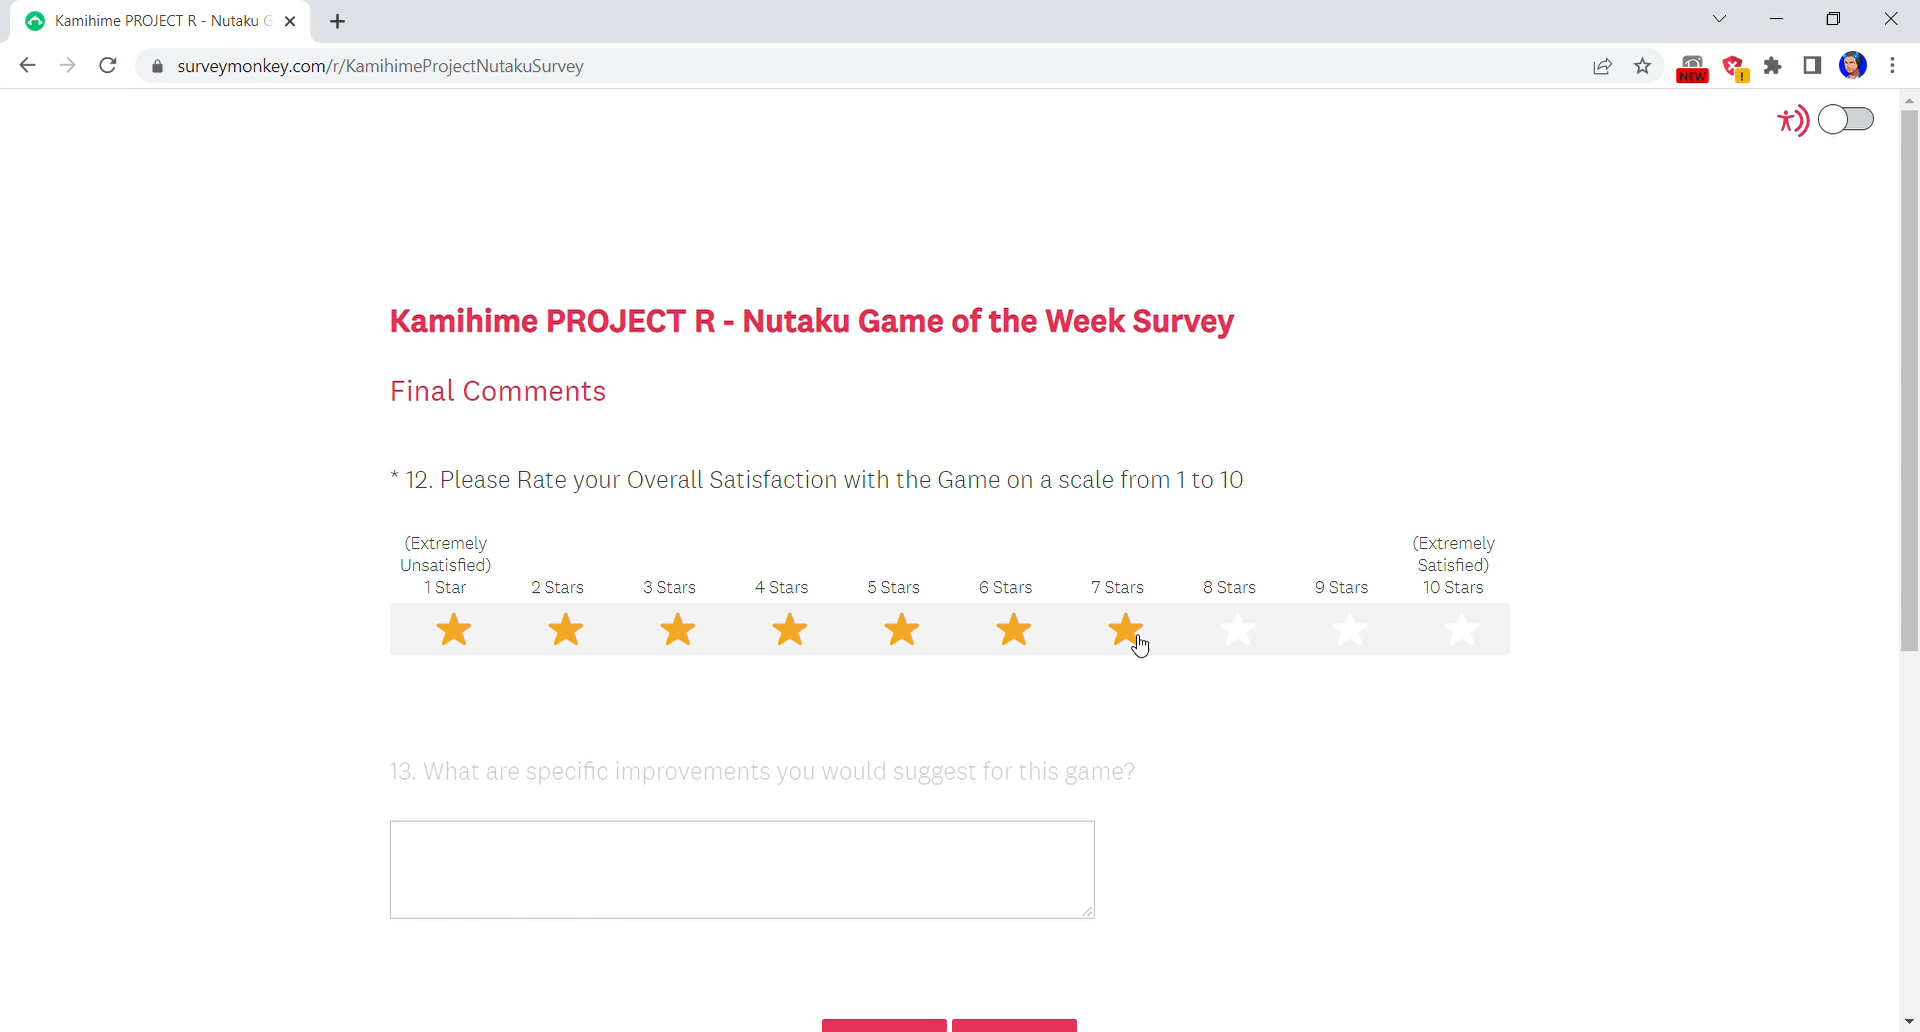 Kamihime PROJECT R - Nutaku G
surveymonkey.com/r/KamihimeProjectNutakuSurvey
NEW
!
Kamihime PROJECT R - Nutaku Game of the Week Survey
Final Comments
* 12. Please Rate your Overall Satisfaction with the Game on a scale from 1 to 10
(Extremely Unsatisfied) 1 Star
2 Stars
3 Stars
4 Stars
5 Stars
6 Stars
7 Stars
8 Stars
9 Stars
(Extremely Satisfied) 10 Stars
13. What are specific improvements you would suggest for this game?